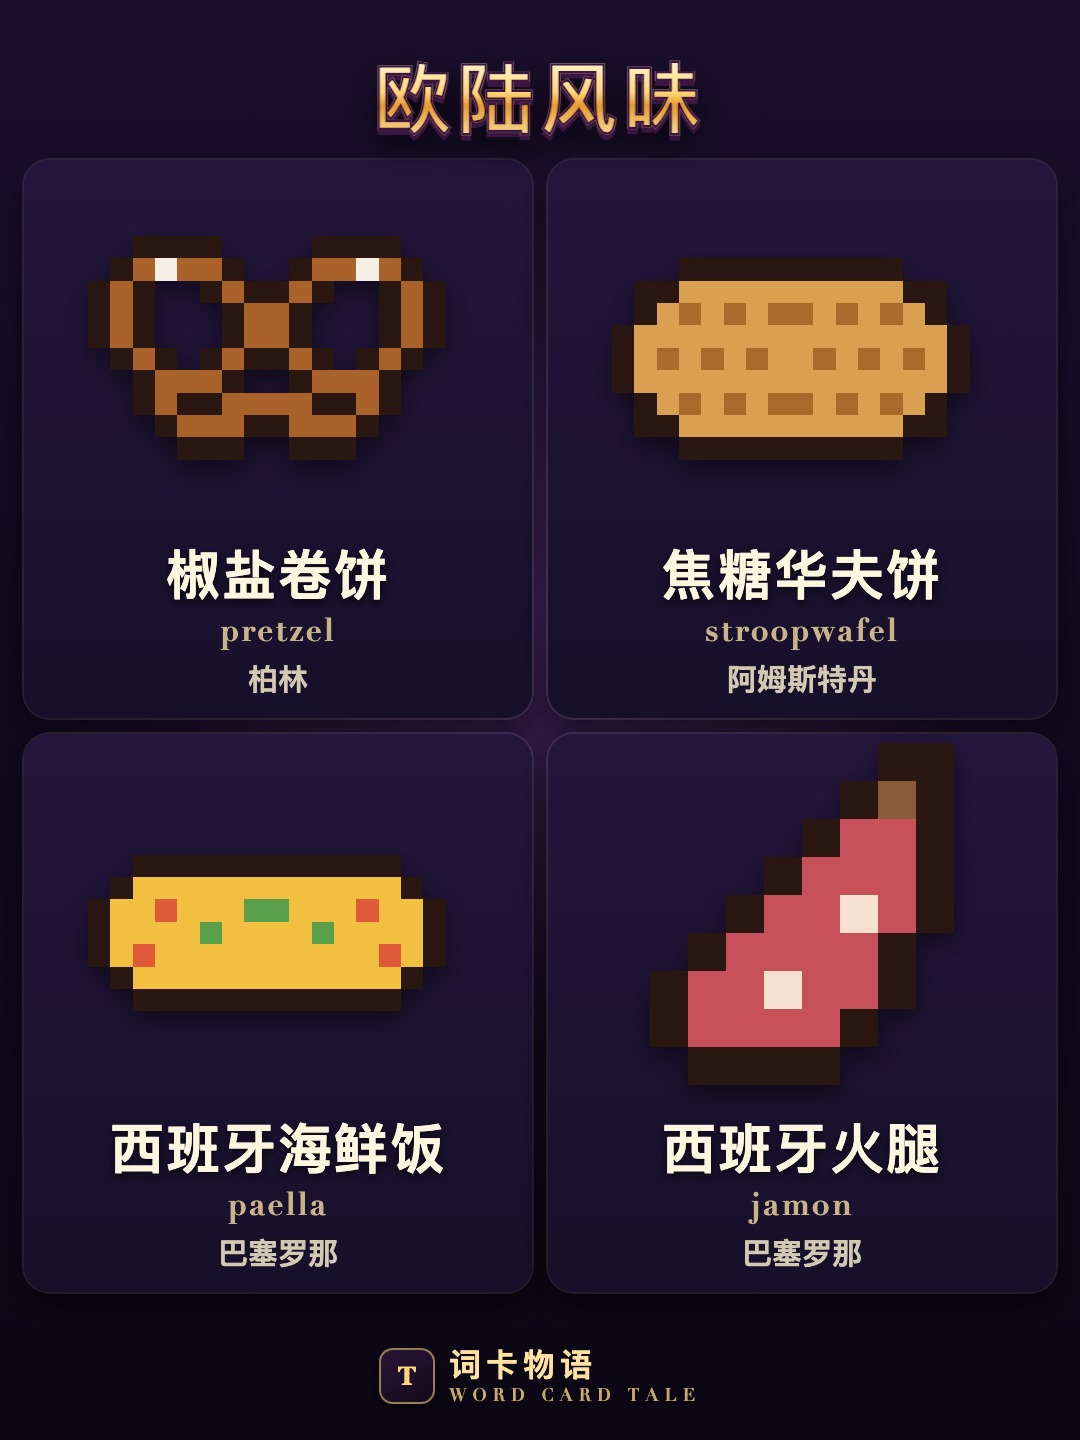 欧陆风味
椒盐卷饼
pretzel
柏林
焦糖华夫饼
stroopwafel
阿姆斯特丹
西班牙海鲜饭
paella
巴塞罗那
西班牙火腿
jamon
巴塞罗那
T
词卡物语
WORD CARD TALE